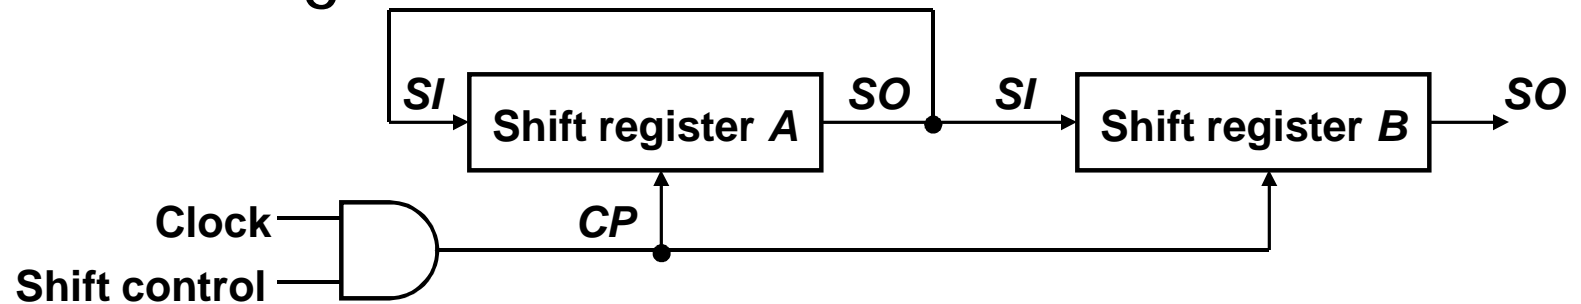 SI SO SI SO
Shift register A Shift register B
Clock CP
Shift control